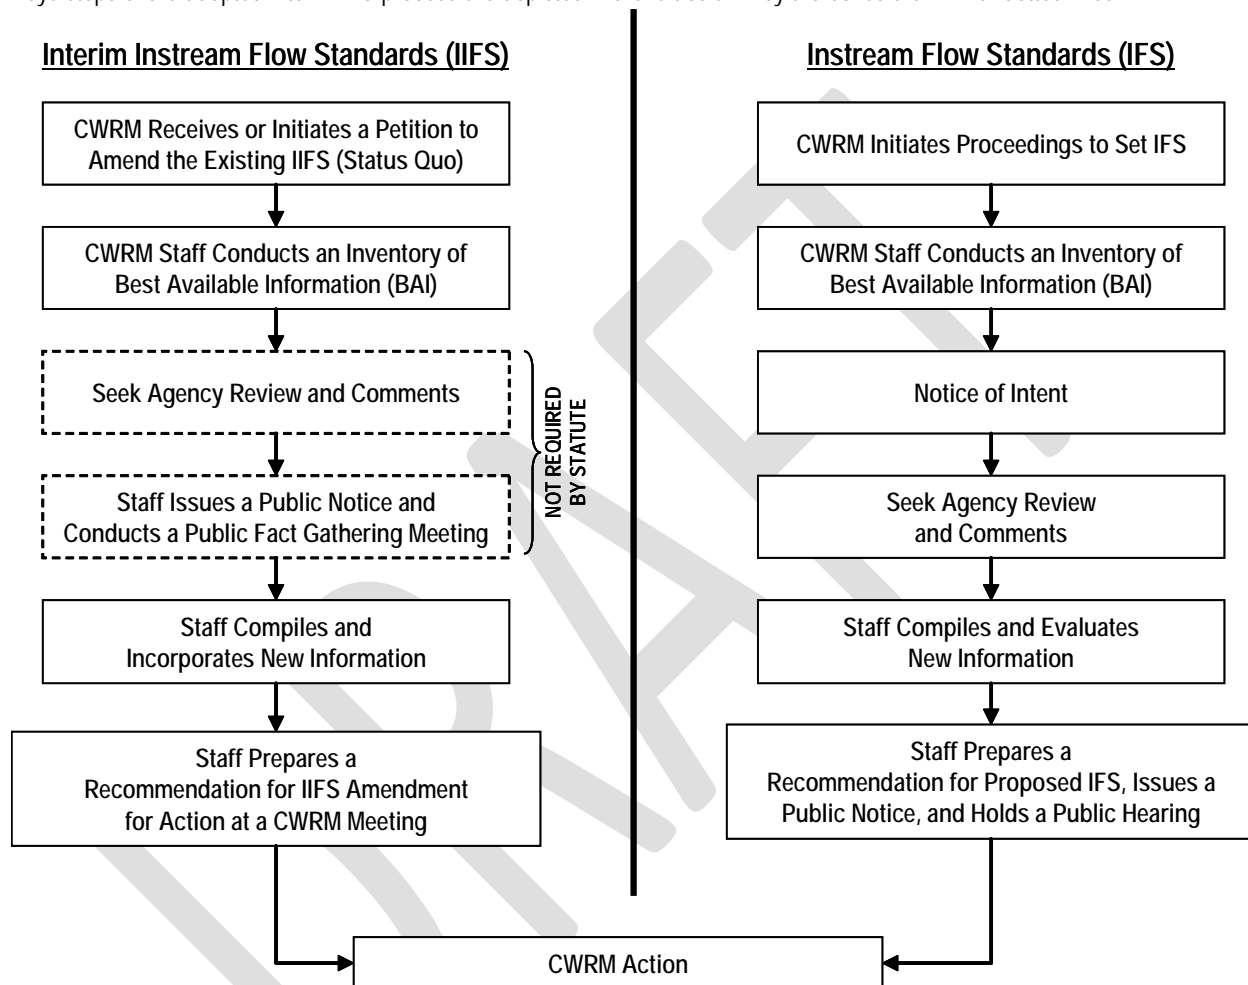 Interim Instream Flow Standards (IIFS)
CWRM Receives or Initiates a Petition to
Amend the Existing IIFS (Status Quo)
CWRM Staff Conducts an Inventory of
Best Available Information (BAI)
Seek Agency Review and Comments
Staff Issues a Public Notice and
Conducts a Public Fact Gathering Meeting
NOT REQUIRED
BY STATUTE
Staff Compiles and
Incorporates New Information
Staff Prepares a
Recommendation for IIFS Amendment
for Action at a CWRM Meeting
Instream Flow Standards (IFS)
CWRM Initiates Proceedings to Set IFS
CWRM Staff Conducts an Inventory of
Best Available Information (BAI)
Notice of Intent
Seek Agency Review
and Comments
Staff Compiles and Evaluates
New Information
Staff Prepares a
Recommendation for Proposed IFS, Issues a
Public Notice, and Holds a Public Hearing
CWRM Action
DRAFT